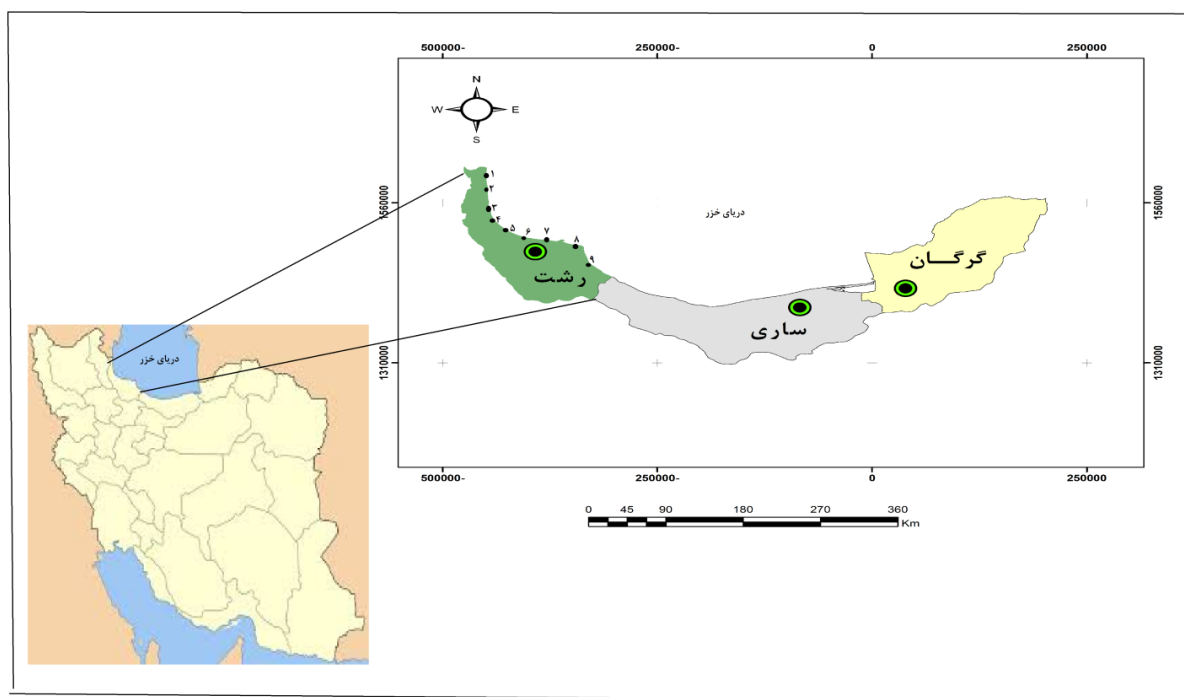 500000-
250000-
0
250000
N
W
E
S
1560000
1560000
۱
۲
۳
۴
۵
۶
۷
۸
۹
دریای خزر
رشت
ساری
گرگــان
1310000
1310000
500000-
250000-
0
250000
0 45 90 180 270 360
Km
دریای خزر